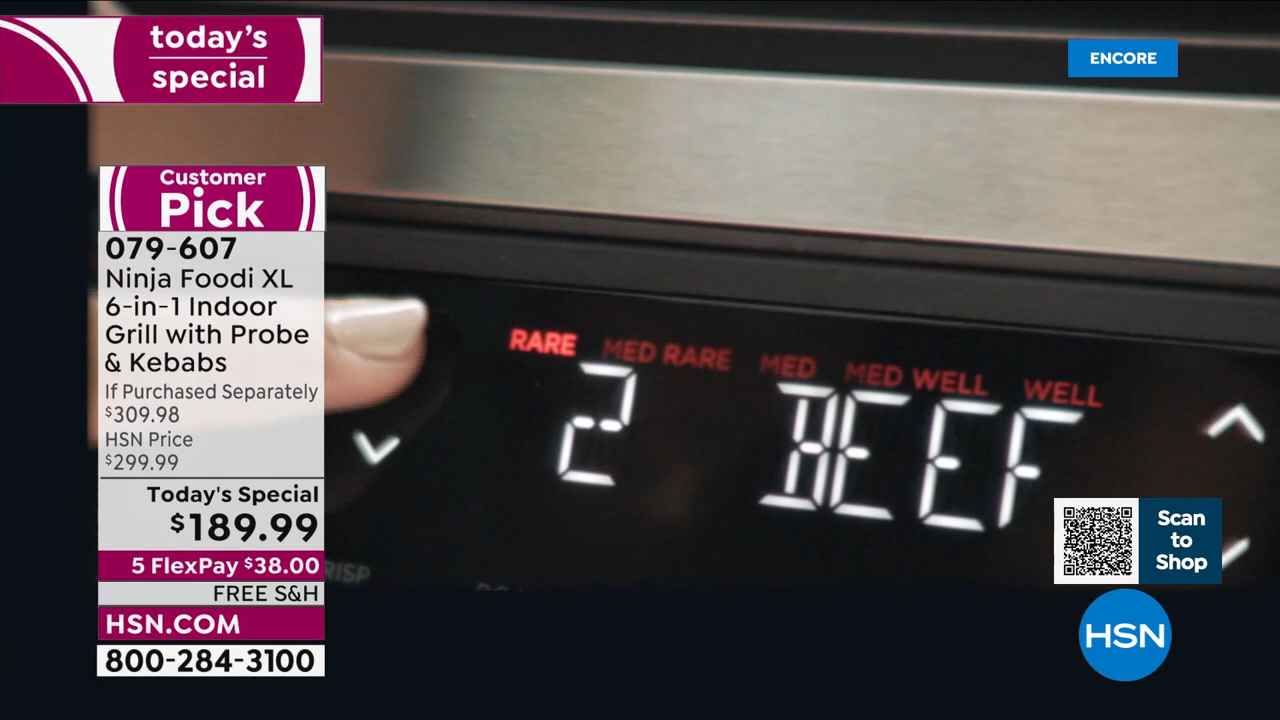 today's
special
ENCORE
Customer
Pick
079-607
Ninja Foodi XL
6-in-1 Indoor
Grill with Probe
& Kebabs
If Purchased Separately
$309.98
HSN Price
$299.99
Today's Special
$189.99
5 FlexPay $38.00
FREE S&H
HSN.COM
800-284-3100
RARE MED RARE MED MED WELL WELL
2 BEEF
Scan
to
Shop
HSN